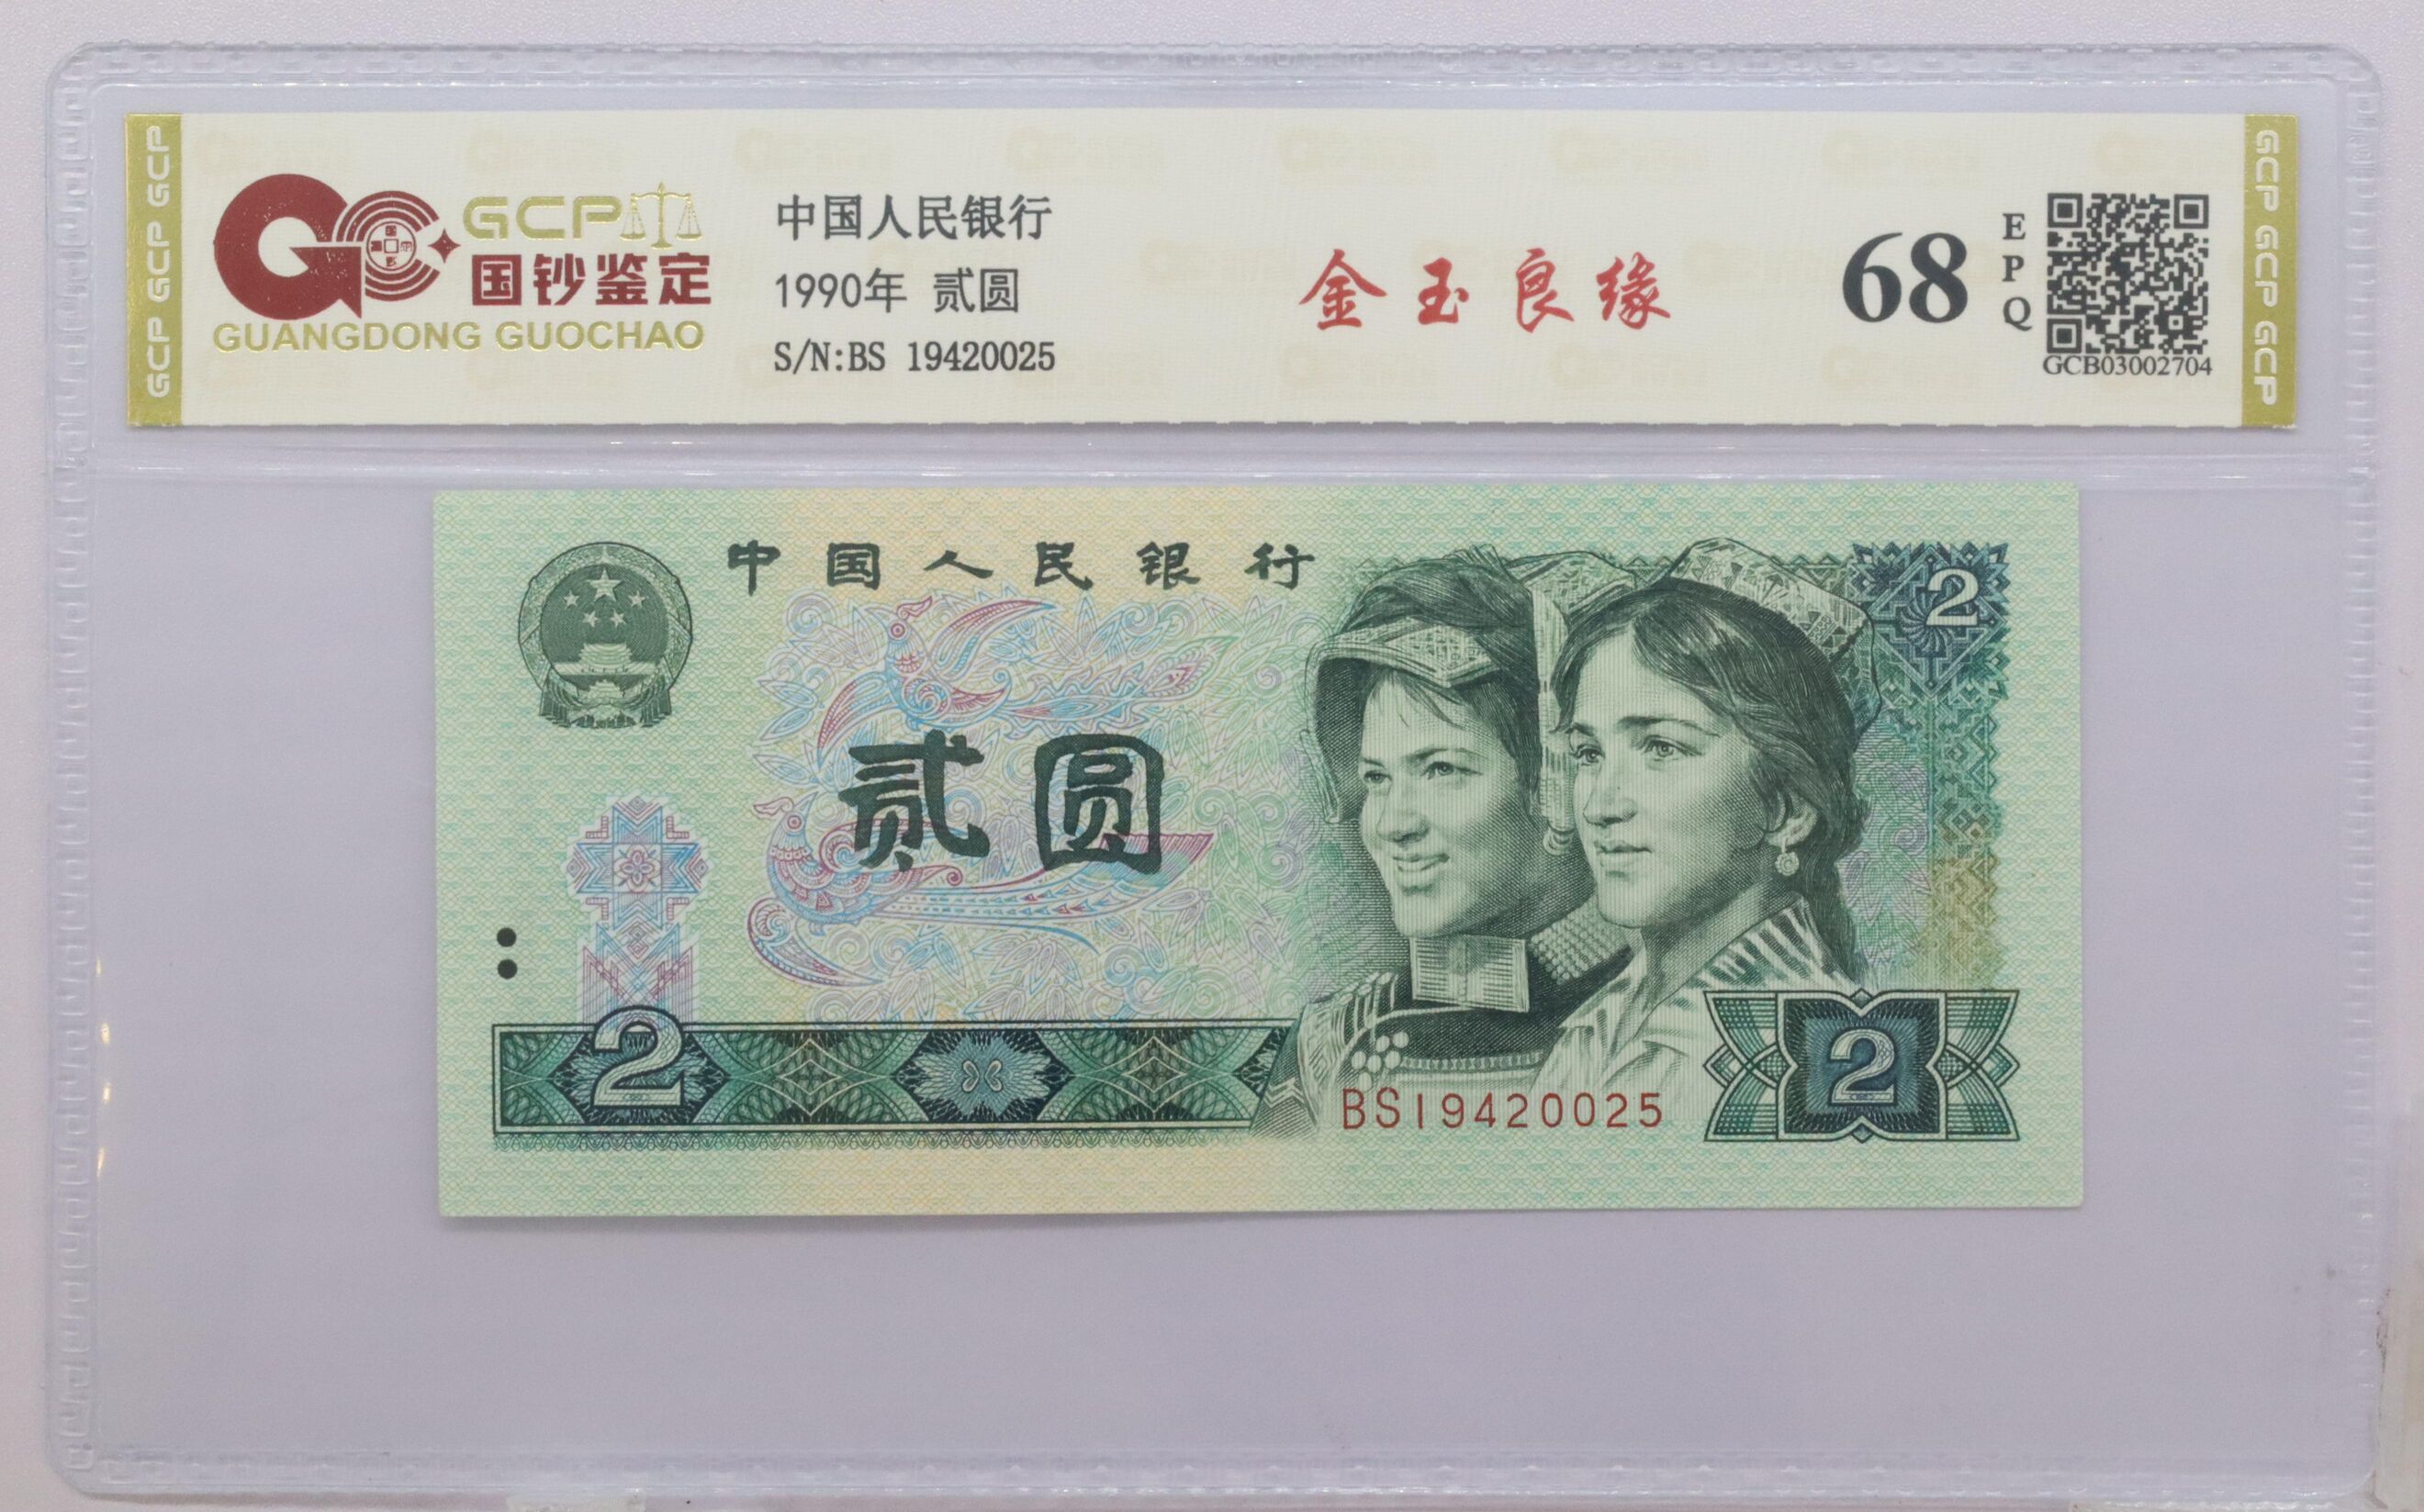 GCP GCP GCP
GCP
国钞鉴定
GUANGDONG GUOCHAO
中国人民银行
1990年 贰圆
S/N:BS 19420025
金玉良缘
68
EPQ
GCB03002704
GCP GCP GCP
中国人民银行
2
贰圆
2
BS19420025
2